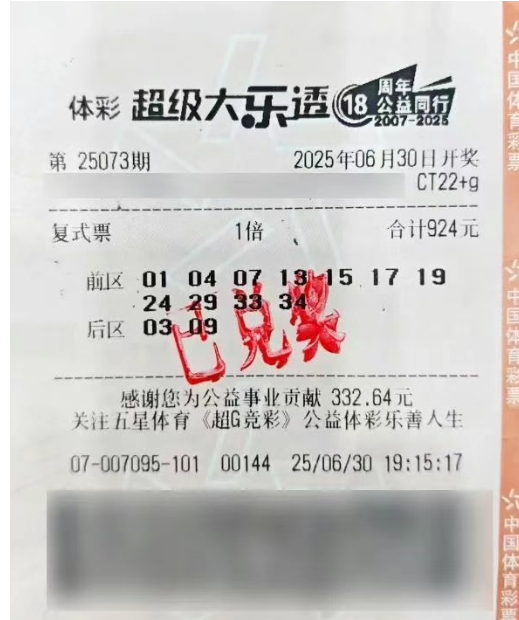 体彩 超级大乐透 18 周年 公益同行 2007-2025
第 25073期 2025年06月30日开奖
CT22+g
复式票 1倍 合计924元
前区 01 04 07 13 15 17 19
24 29 33 34
后区 03 09
已兑奖
感谢您为公益事业贡献 332.64元
关注五星体育《超G竞彩》公益体彩乐善人生
07-007095-101 00144 25/06/30 19:15:17
中国体育彩票
中国体育彩票
中国体育彩票